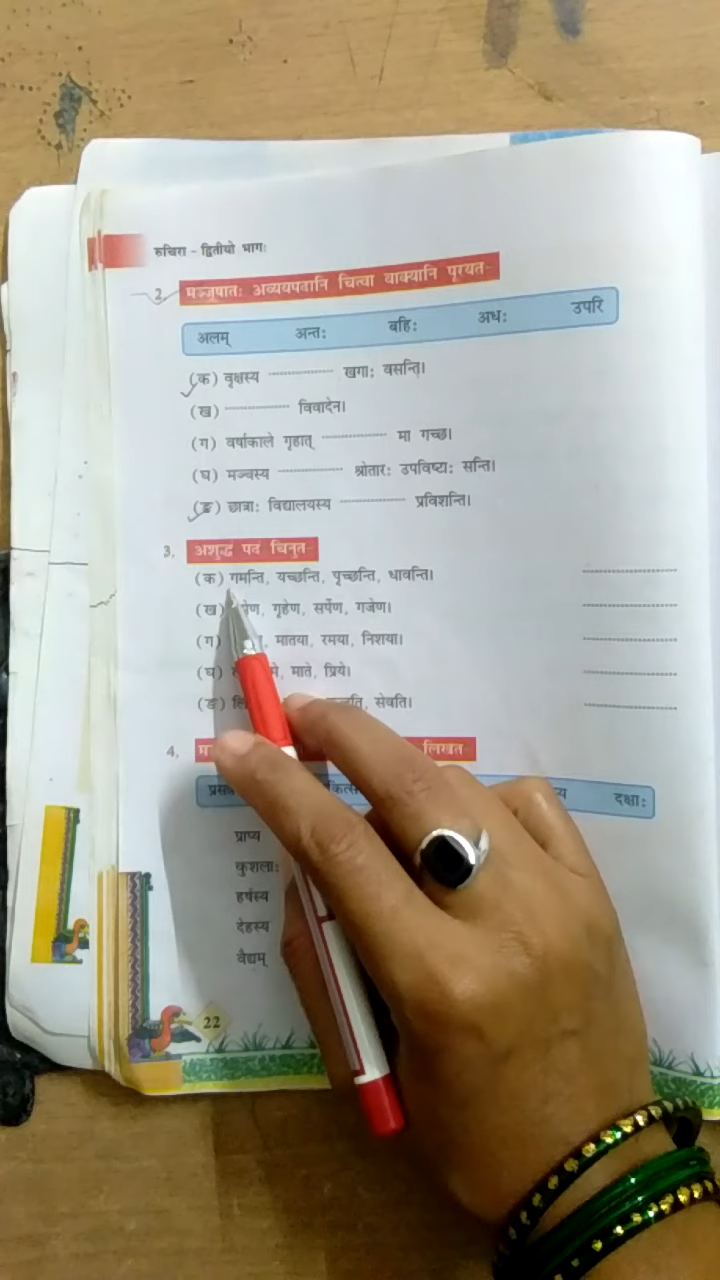 रुचिरा - द्वितीयो भागः
2. मञ्जूषातः अव्ययपदानि चित्वा वाक्यानि पूरयत-
अलम् अन्तः बहिः अधः उपरि
(क) वृक्षस्य ............... खगाः वसन्ति।
(ख) ............... विवादेन।
(ग) वर्षाकाले गृहात् ............... मा गच्छ।
(घ) मञ्चस्य ............... श्रोतारः उपविष्टाः सन्ति।
(ङ) छात्राः विद्यालयस्य ............... प्रविशन्ति।
3. अशुद्धं पदं चिनुत-
(क) गमन्ति, यच्छन्ति, पृच्छन्ति, धावन्ति। ......................
(ख) गृहेण, सर्पेण, गजेण। ......................
(ग) मातया, रमया, निशया। ......................
(घ) माते, प्रिये। ......................
(ङ) सेवति। ......................
4. लिखत-
दक्षाः
प्राप्य
कुशलाः
हर्षस्य
देहस्य
वैद्यम्
22